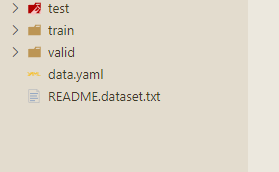 test
train
valid
data.yaml
README.dataset.txt